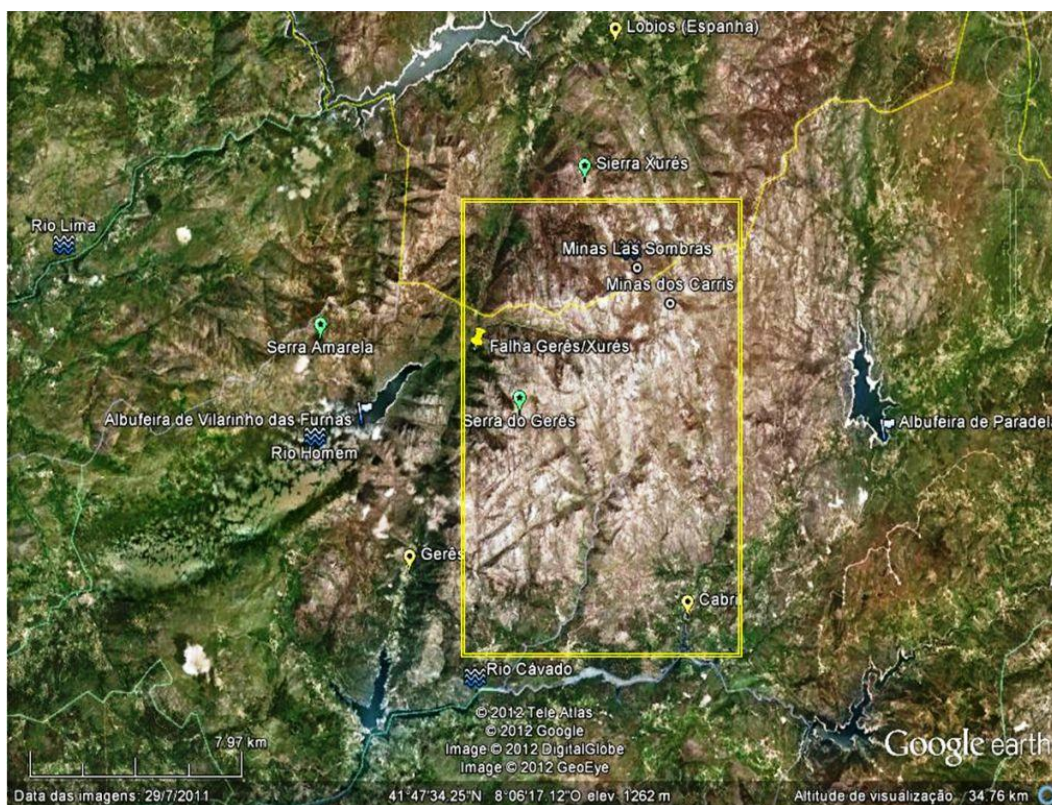 Lobios (Espanha)
Sierra Xurés
Rio Lima
Minas Las Sombras
Minas dos Carris
Serra Amarela
Falha Gerês/Xurés
Albufeira de Vilarinho das Furnas
Serra do Gerês
Albufeira de Paradela
Rio Homem
Gerês
Cabril
Rio Cávado
© 2012 Tele Atlas
© 2012 Google
Image © 2012 DigitalGlobe
Image © 2012 GeoEye
7.97 km
Google earth
Data das imagens: 29/7/2011
41°47'34.25"N 8°06'17.12"O elev 1262 m
Altitude de visualização 34.76 km